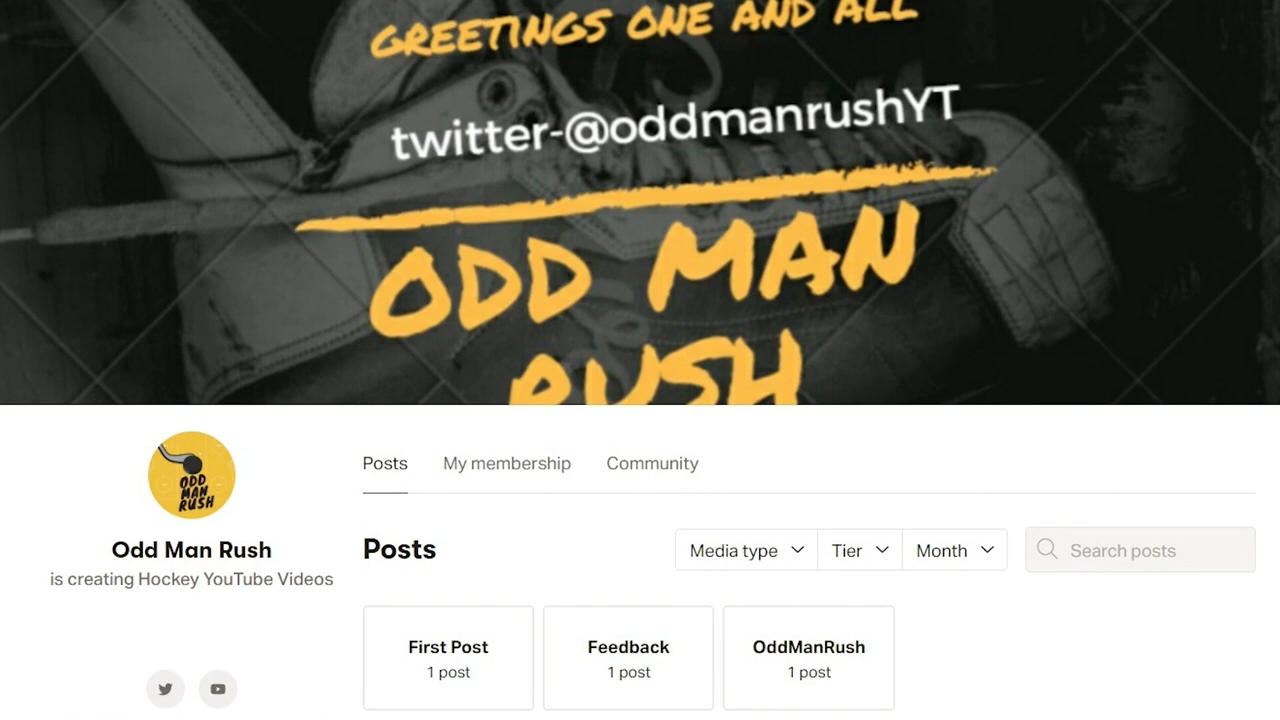 GREETINGS ONE AND ALL
twitter-@oddmanrushYT
ODD MAN
RUSH
ODD
MAN
RUSH
Odd Man Rush
is creating Hockey YouTube Videos
Posts My membership Community
Posts
Media type Tier Month Search posts
First Post Feedback OddManRush
1 post 1 post 1 post